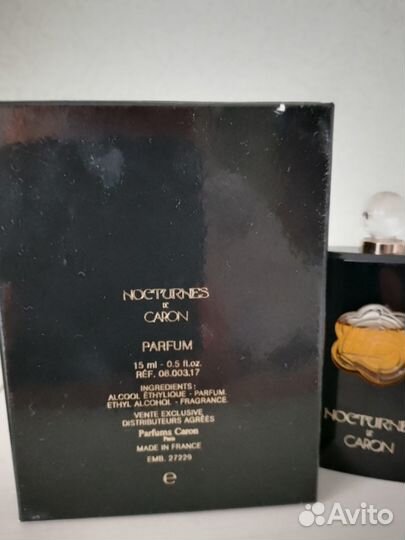 NOCTURNES
DE
CARON
PARFUM
15 ml - 0.5 fl.oz.
RÉF. 08.003.17
INGREDIENTS:
ALCOOL ÉTHYLIQUE - PARFUM.
ETHYL ALCOHOL - FRAGRANCE.
VENTE EXCLUSIVE
DISTRIBUTEURS AGRÉÉS
Parfums Caron
Paris
MADE IN FRANCE
EMB. 27229
e
NOCTURNES
DE
CARON
Avito